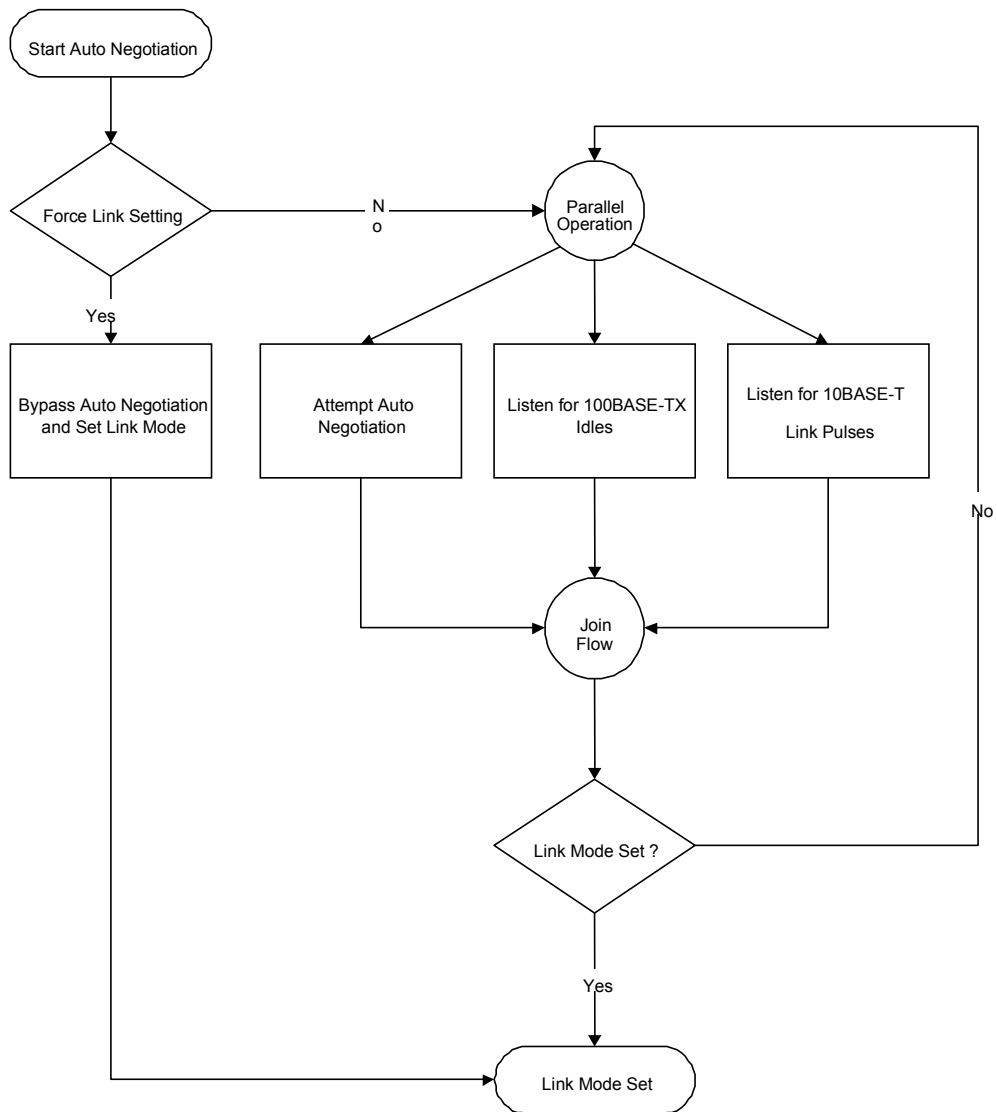 Start Auto Negotiation
Force Link Setting
N
o
Parallel
Operation
Yes
Bypass Auto Negotiation
and Set Link Mode
Attempt Auto
Negotiation
Listen for 100BASE-TX
Idles
Listen for 10BASE-T
Link Pulses
No
Join
Flow
Link Mode Set ?
Yes
Link Mode Set